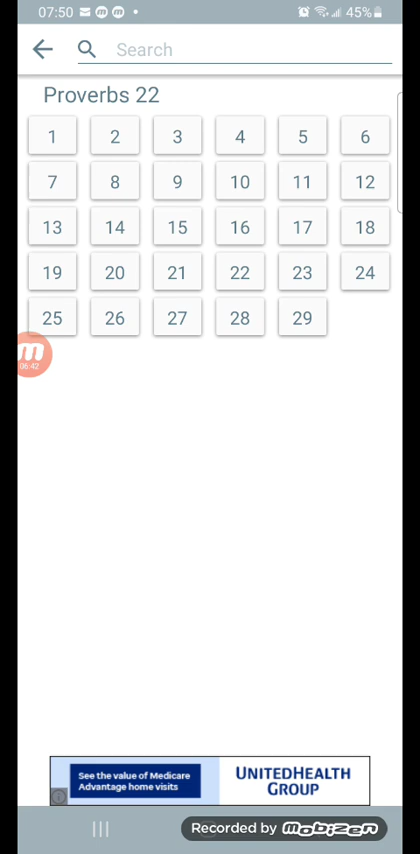 07:50 45%
Search
Proverbs 22
1 2 3 4 5 6
7 8 9 10 11 12
13 14 15 16 17 18
19 20 21 22 23 24
25 26 27 28 29
m
06:42
See the value of Medicare
Advantage home visits
UNITEDHEALTH
GROUP
Recorded by mobizen